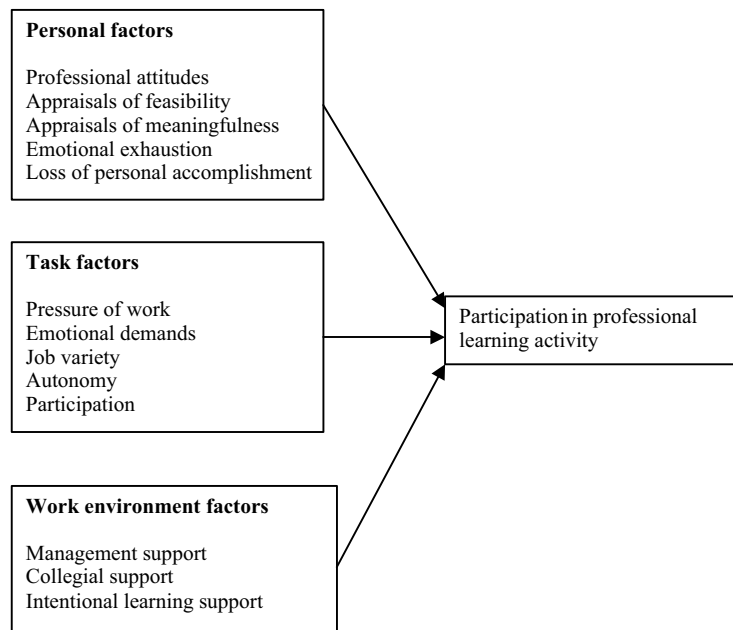 Personal factors
Professional attitudes
Appraisals of feasibility
Appraisals of meaningfulness
Emotional exhaustion
Loss of personal accomplishment
Task factors
Pressure of work
Emotional demands
Job variety
Autonomy
Participation
Participation in professional
learning activity
Work environment factors
Management support
Collegial support
Intentional learning support